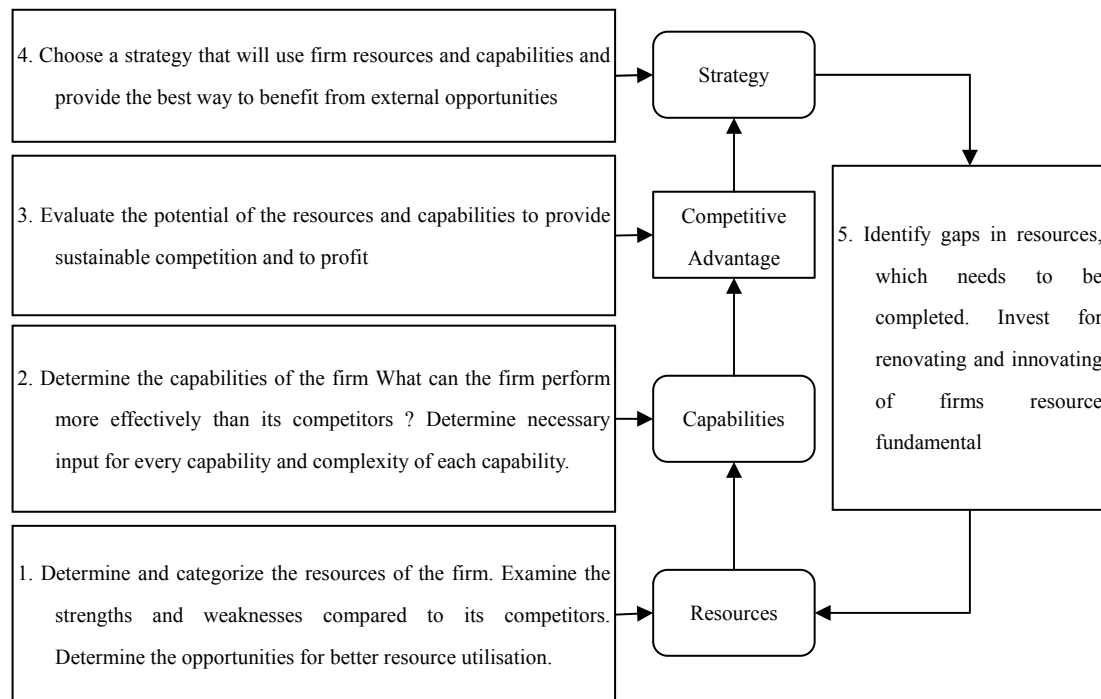 4. Choose a strategy that will use firm resources and capabilities and
provide the best way to benefit from external opportunities
Strategy
3. Evaluate the potential of the resources and capabilities to provide
sustainable competition and to profit
Competitive
Advantage
5. Identify gaps in resources,
which needs to be
completed. Invest for
renovating and innovating
of firms resource
fundamental
2. Determine the capabilities of the firm What can the firm perform
more effectively than its competitors ? Determine necessary
input for every capability and complexity of each capability.
Capabilities
1. Determine and categorize the resources of the firm. Examine the
strengths and weaknesses compared to its competitors.
Determine the opportunities for better resource utilisation.
Resources